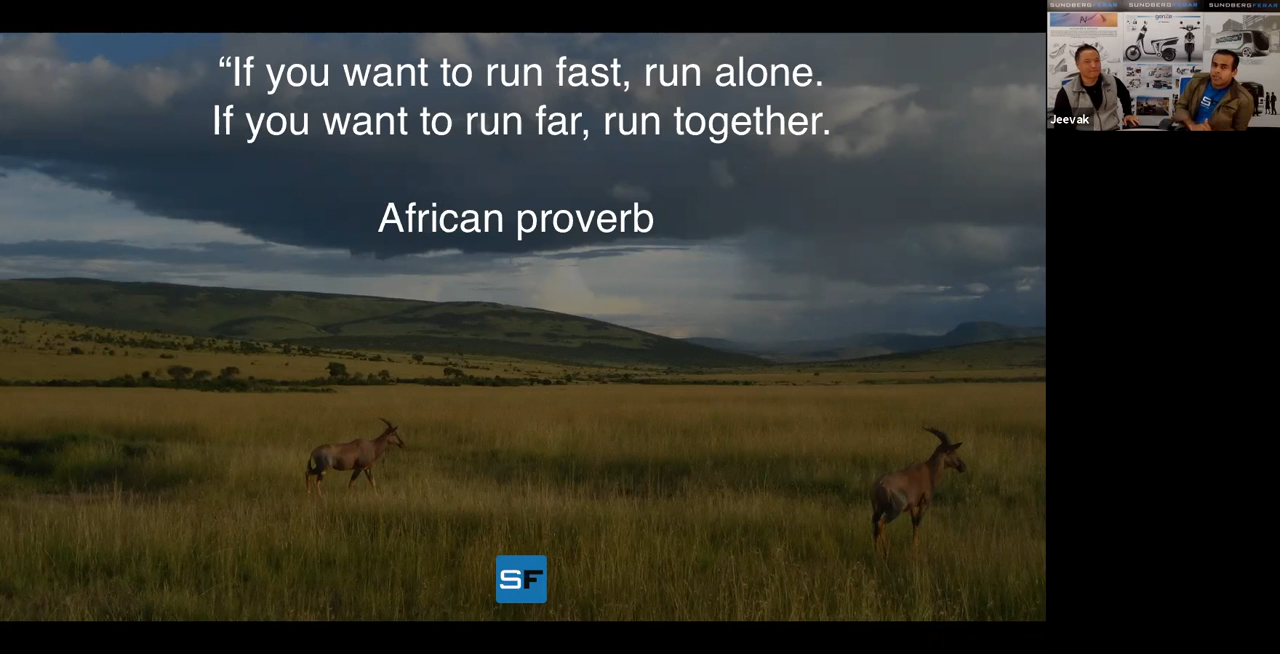 “If you want to run fast, run alone.
If you want to run far, run together.
African proverb
SF
SUNDBERGFERAR SUNDBERGFERAR SUNDBERGFERAR
genze
Jeevak